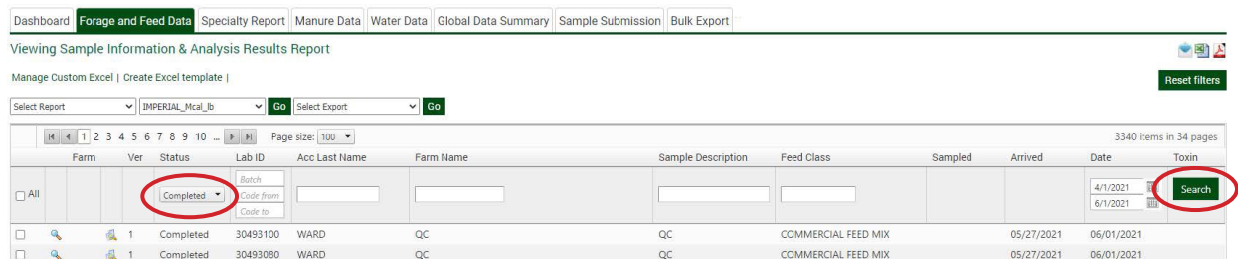 Dashboard Forage and Feed Data Specialty Report Manure Data Water Data Global Data Summary Sample Submission Bulk Export
Viewing Sample Information & Analysis Results Report
Manage Custom Excel | Create Excel template |
Reset filters
Select Report IMPERIAL_Mcal_lb Go Select Export Go
1 2 3 4 5 6 7 8 9 10 ... Page size: 100 3340 items in 34 pages
Farm Ver Status Lab ID Acc Last Name Farm Name Sample Description Feed Class Sampled Arrived Date Toxin
Batch
All Completed Code from 4/1/2021 Search
Code to 6/1/2021
1 Completed 30493100 WARD QC QC COMMERCIAL FEED MIX 05/27/2021 06/01/2021
1 Completed 30493080 WARD QC QC COMMERCIAL FEED MIX 05/27/2021 06/01/2021